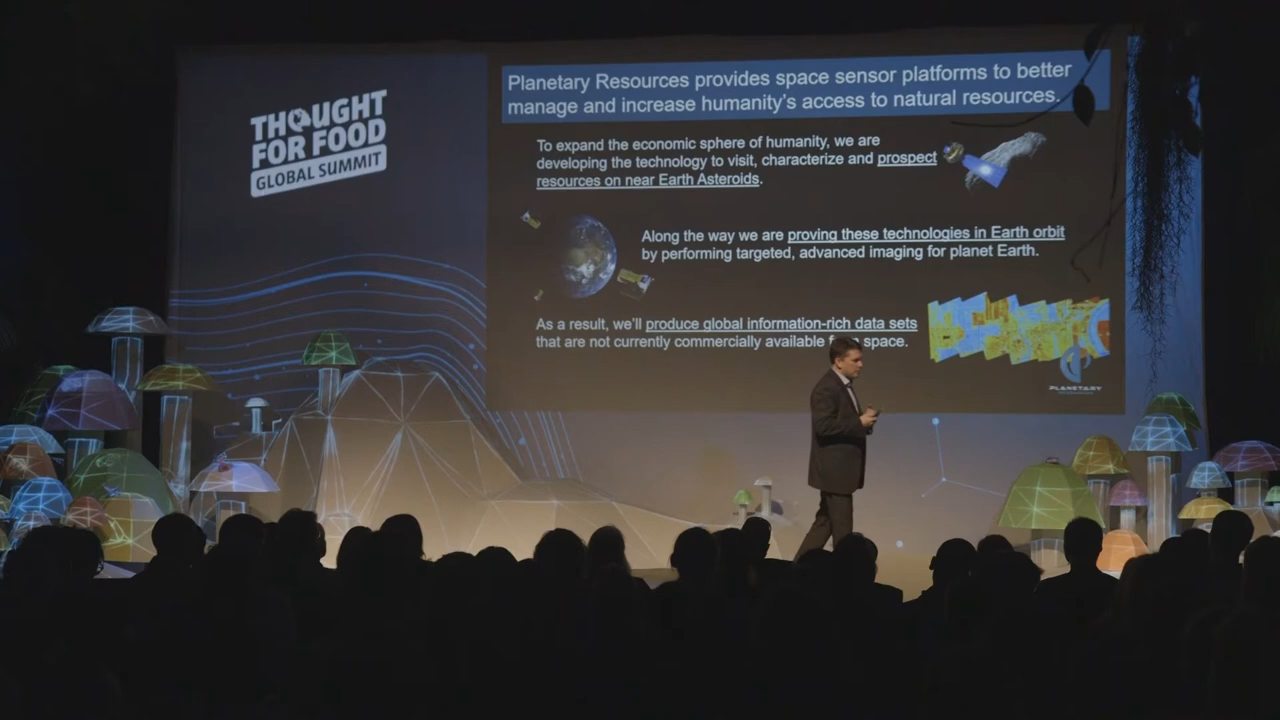 THOUGHT
FOR FOOD
GLOBAL SUMMIT
Planetary Resources provides space sensor platforms to better
manage and increase humanity's access to natural resources.
To expand the economic sphere of humanity, we are
developing the technology to visit, characterize and prospect
resources on near Earth Asteroids.
Along the way we are proving these technologies in Earth orbit
by performing targeted, advanced imaging for planet Earth.
As a result, we'll produce global information-rich data sets
that are not currently commercially available space.
PLANETARY